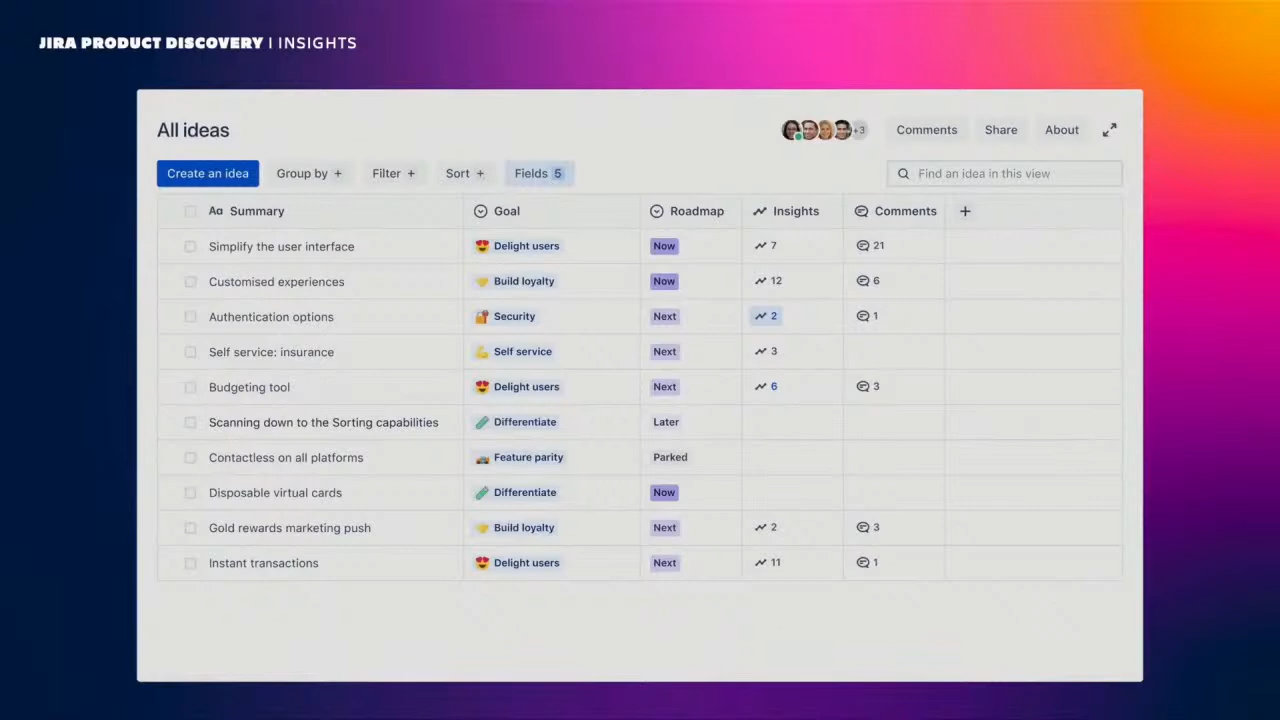 JIRA PRODUCT DISCOVERY | INSIGHTS
All ideas
+3 Comments Share About
Create an idea Group by + Filter + Sort + Fields 5 Find an idea in this view
Aa Summary Goal Roadmap Insights Comments +
Simplify the user interface Delight users Now 7 21
Customised experiences Build loyalty Now 12 6
Authentication options Security Next 2 1
Self service: insurance Self service Next 3
Budgeting tool Delight users Next 6 3
Scanning down to the Sorting capabilities Differentiate Later
Contactless on all platforms Feature parity Parked
Disposable virtual cards Differentiate Now
Gold rewards marketing push Build loyalty Next 2 3
Instant transactions Delight users Next 11 1